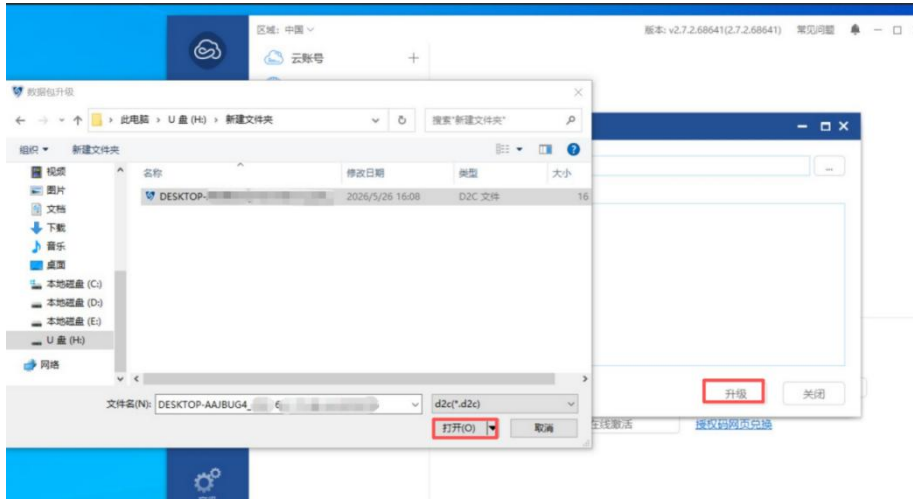 区域: 中国
版本: v2.7.2.68641(2.7.2.68641) 常见问题
云账号
数据包升级
此电脑 › U 盘 (H:) › 新建文件夹
搜索"新建文件夹"
组织 新建文件夹
名称 修改日期 类型 大小
DESKTOP- 2026/5/26 16:08 D2C 文件 16
视频
图片
文档
下载
音乐
桌面
本地磁盘 (C:)
本地磁盘 (D:)
本地磁盘 (E:)
U 盘 (H:)
网络
...
文件名(N): DESKTOP-AAJBUG4_ 6 d2c(*.d2c)
打开(O) 取消
升级 关闭
在线激活 授权码网页兑换